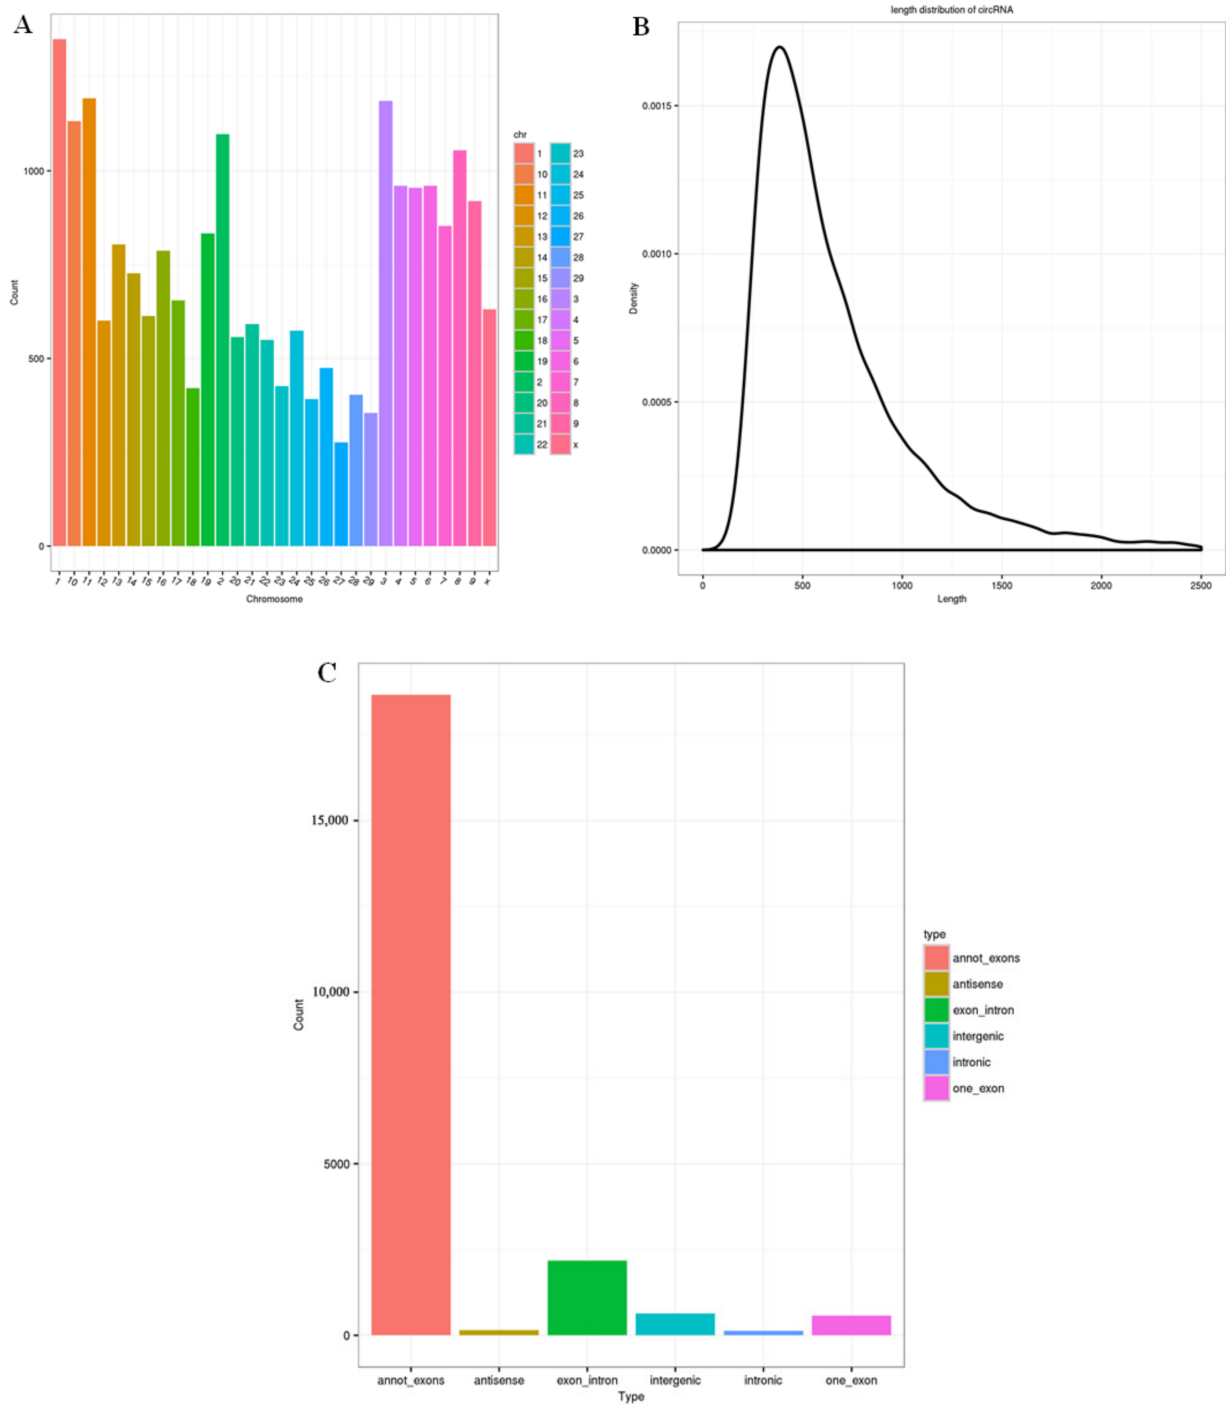 A
1000
500
0
Count
1 10 11 12 13 14 15 16 17 18 19 2 20 21 22 23 24 25 26 27 28 29 3 4 5 6 7 8 9 x
Chromosome
chr
1 23
10 24
11 25
12 26
13 27
14 28
15 29
16 3
17 4
18 5
19 6
2 7
20 8
21 9
22 x
B
length distribution of circRNA
0.0015
0.0010
0.0005
0.0000
Density
0 500 1000 1500 2000 2500
Length
C
15,000
10,000
5000
0
Count
annot_exons antisense exon_intron intergenic intronic one_exon
Type
type
annot_exons
antisense
exon_intron
intergenic
intronic
one_exon